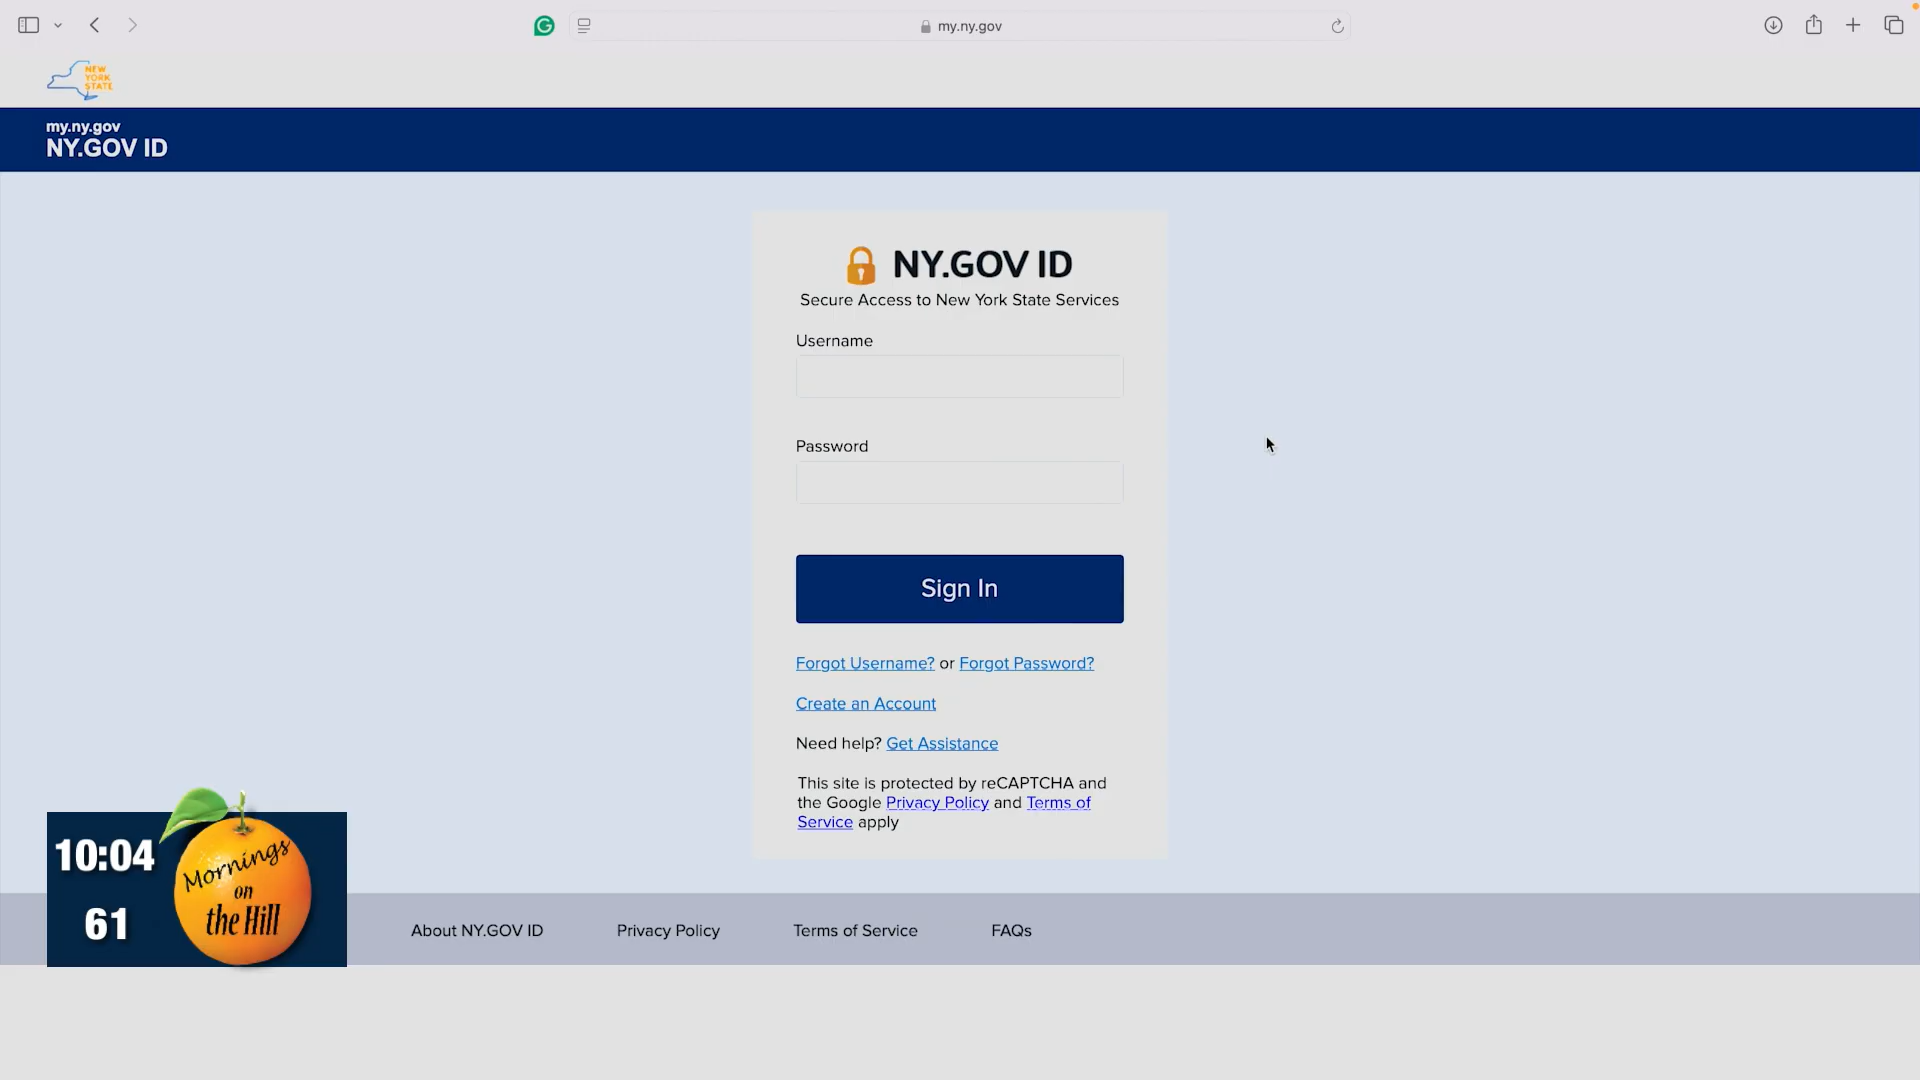 my.ny.gov
NEW
YORK
STATE
my.ny.gov
NY.GOV ID
NY.GOV ID
Secure Access to New York State Services
Username
Password
Sign In
Forgot Username? or Forgot Password?
Create an Account
Need help? Get Assistance
This site is protected by reCAPTCHA and
the Google Privacy Policy and Terms of
Service apply
10:04
61
Mornings
on
the Hill
About NY.GOV ID
Privacy Policy
Terms of Service
FAQs